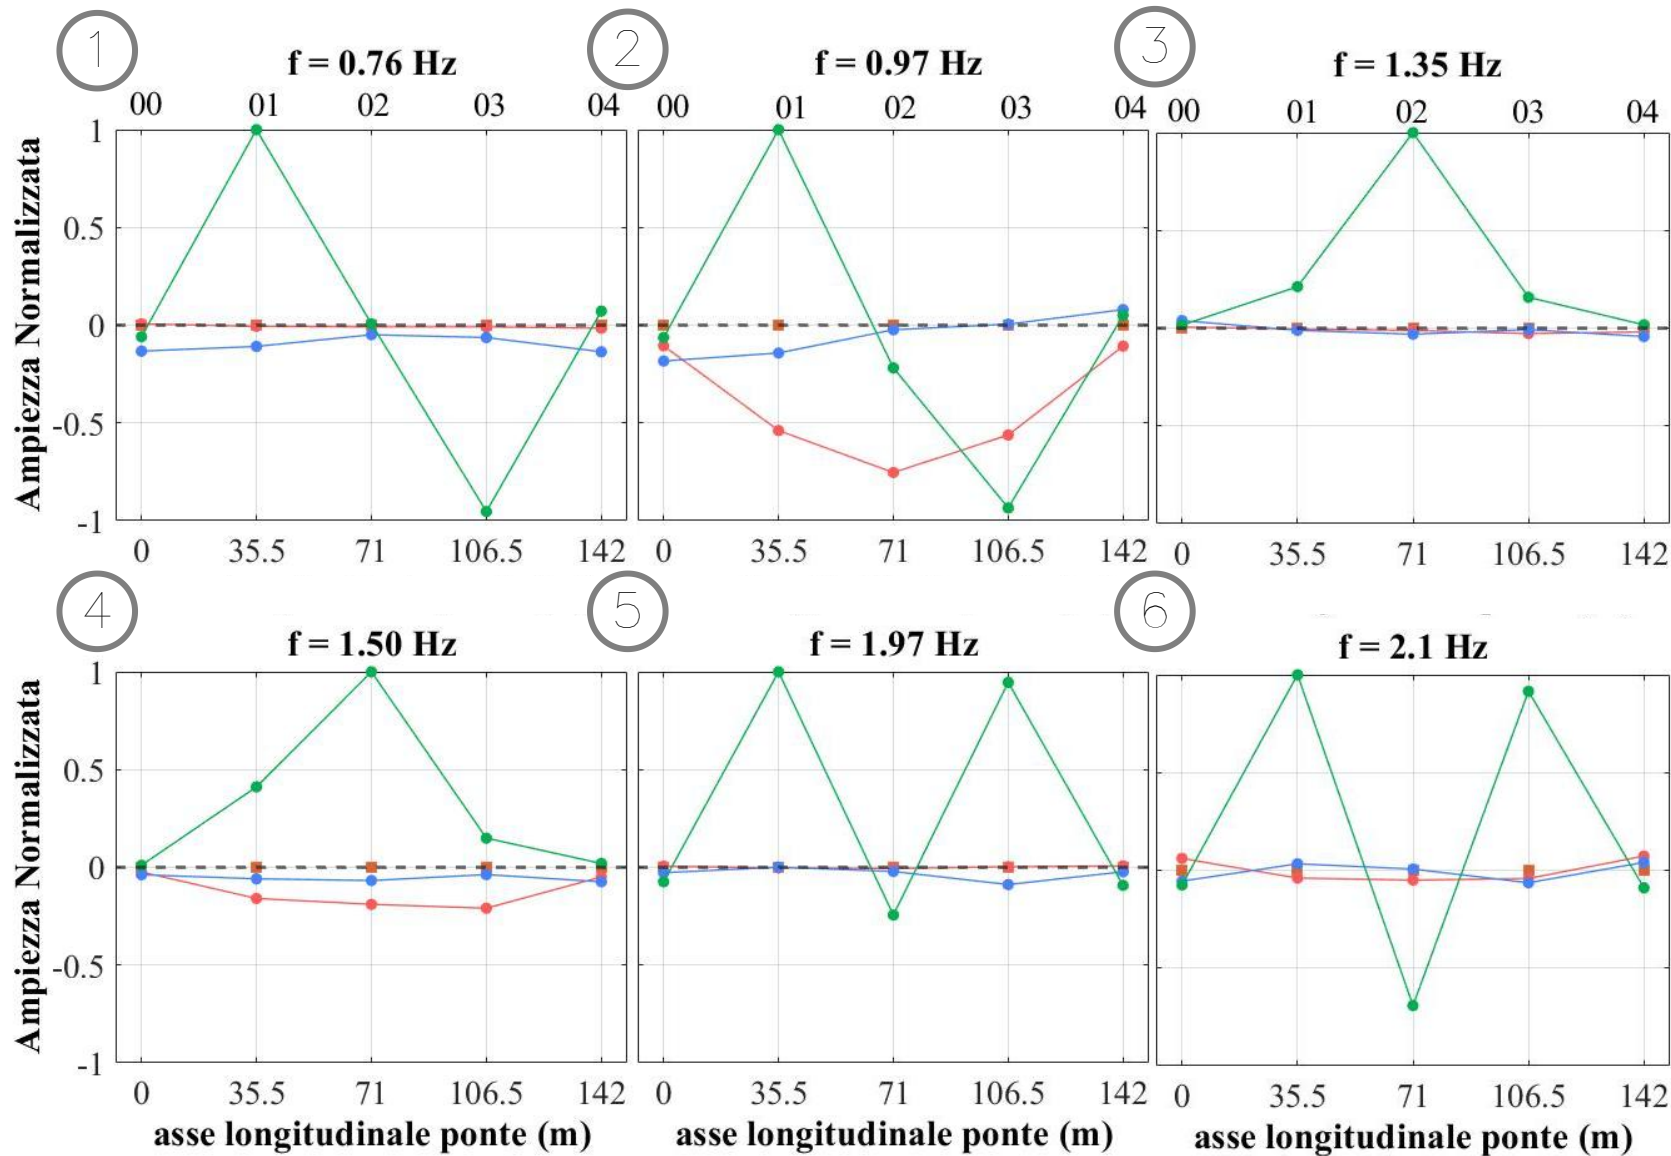 1 2 3
f = 0.76 Hz f = 0.97 Hz f = 1.35 Hz
00 01 02 03 04 00 01 02 03 04 00 01 02 03 04
Ampiezza Normalizzata
1
0.5
0
-0.5
-1
0 35.5 71 106.5 142 0 35.5 71 106.5 142 0 35.5 71 106.5 142
4 5 6
f = 1.50 Hz f = 1.97 Hz f = 2.1 Hz
Ampiezza Normalizzata
1
0.5
0
-0.5
-1
0 35.5 71 106.5 142 0 35.5 71 106.5 142 0 35.5 71 106.5 142
asse longitudinale ponte (m) asse longitudinale ponte (m) asse longitudinale ponte (m)